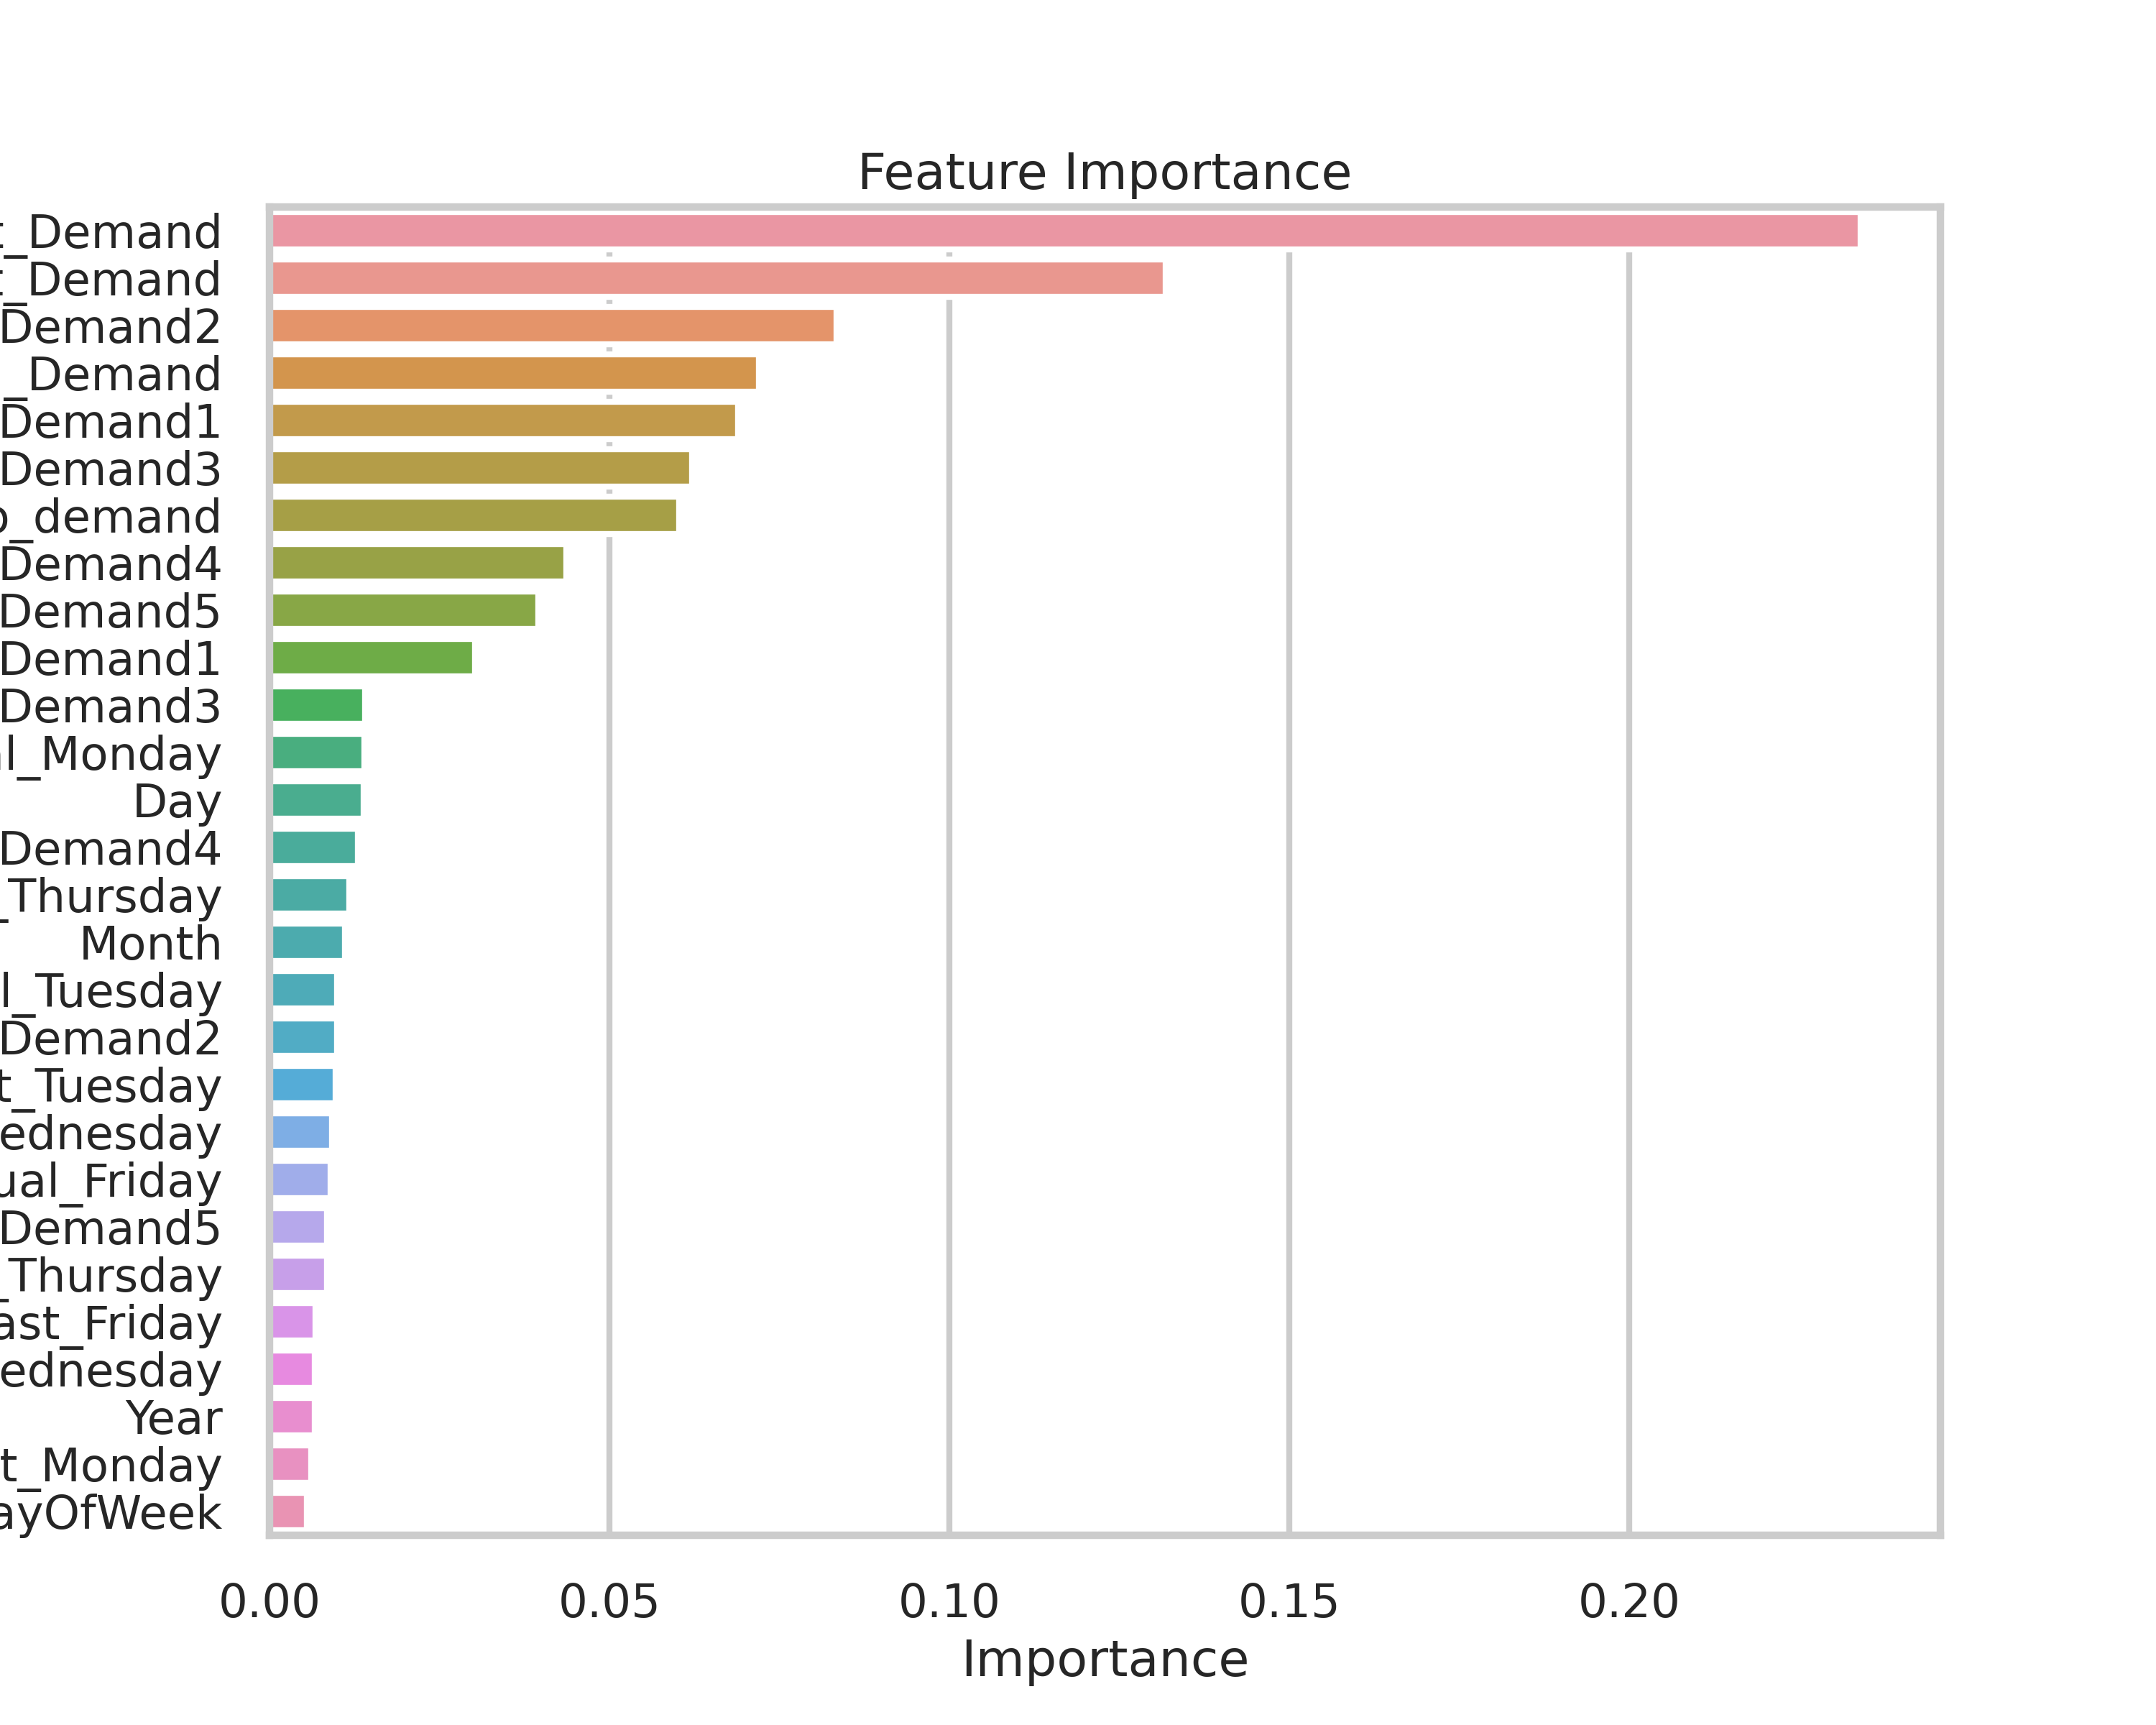 Feature Importance
t_Demand
t_Demand
Demand2
_Demand
Demand1
Demand3
o_demand
Demand4
Demand5
Demand1
Demand3
al_Monday
Day
Demand4
_Thursday
Month
l_Tuesday
Demand2
t_Tuesday
ednesday
ual_Friday
Demand5
_Thursday
ast_Friday
ednesday
Year
t_Monday
ayOfWeek
0.00 0.05 0.10 0.15 0.20
Importance